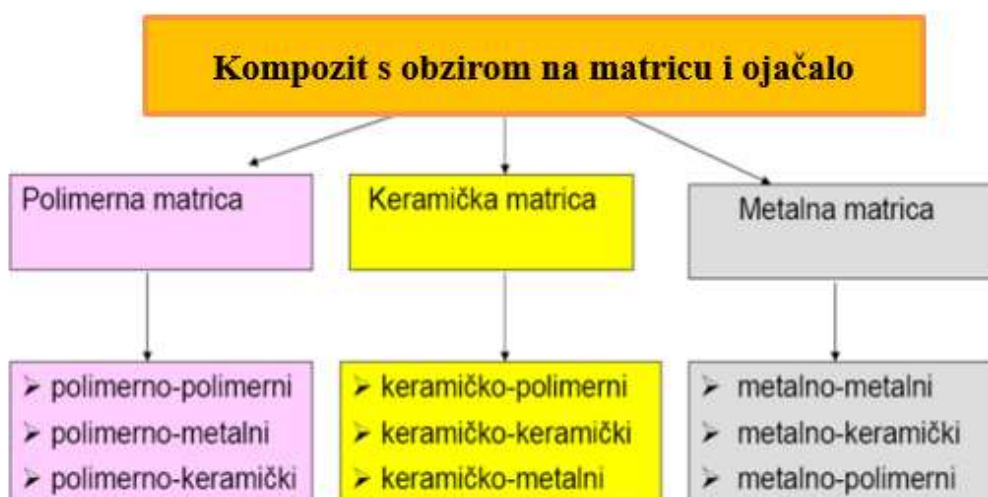 Kompozit s obzirom na matricu i ojačalo
Polimerna matrica
Keramička matrica
Metalna matrica
➢ polimerno-polimerni
➢ polimerno-metalni
➢ polimerno-keramički
➢ keramičko-polimerni
➢ keramičko-keramički
➢ keramičko-metalni
➢ metalno-metalni
➢ metalno-keramički
➢ metalno-polimerni